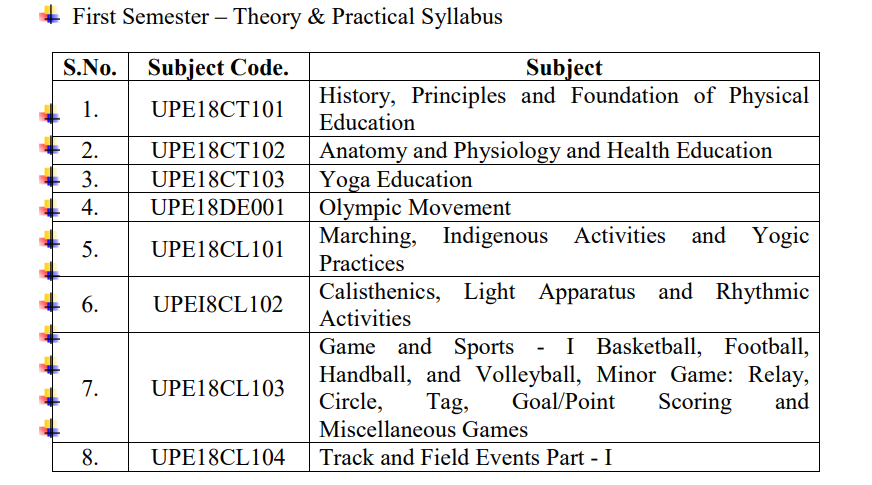 First Semester – Theory & Practical Syllabus
S.No. Subject Code. Subject
1. UPE18CT101 History, Principles and Foundation of Physical
Education
2. UPE18CT102 Anatomy and Physiology and Health Education
3. UPE18CT103 Yoga Education
4. UPE18DE001 Olympic Movement
5. UPE18CL101 Marching, Indigenous Activities and Yogic
Practices
6. UPEI8CL102 Calisthenics, Light Apparatus and Rhythmic
Activities
7. UPE18CL103 Game and Sports - I Basketball, Football,
Handball, and Volleyball, Minor Game: Relay,
Circle, Tag, Goal/Point Scoring and
Miscellaneous Games
8. UPE18CL104 Track and Field Events Part - I